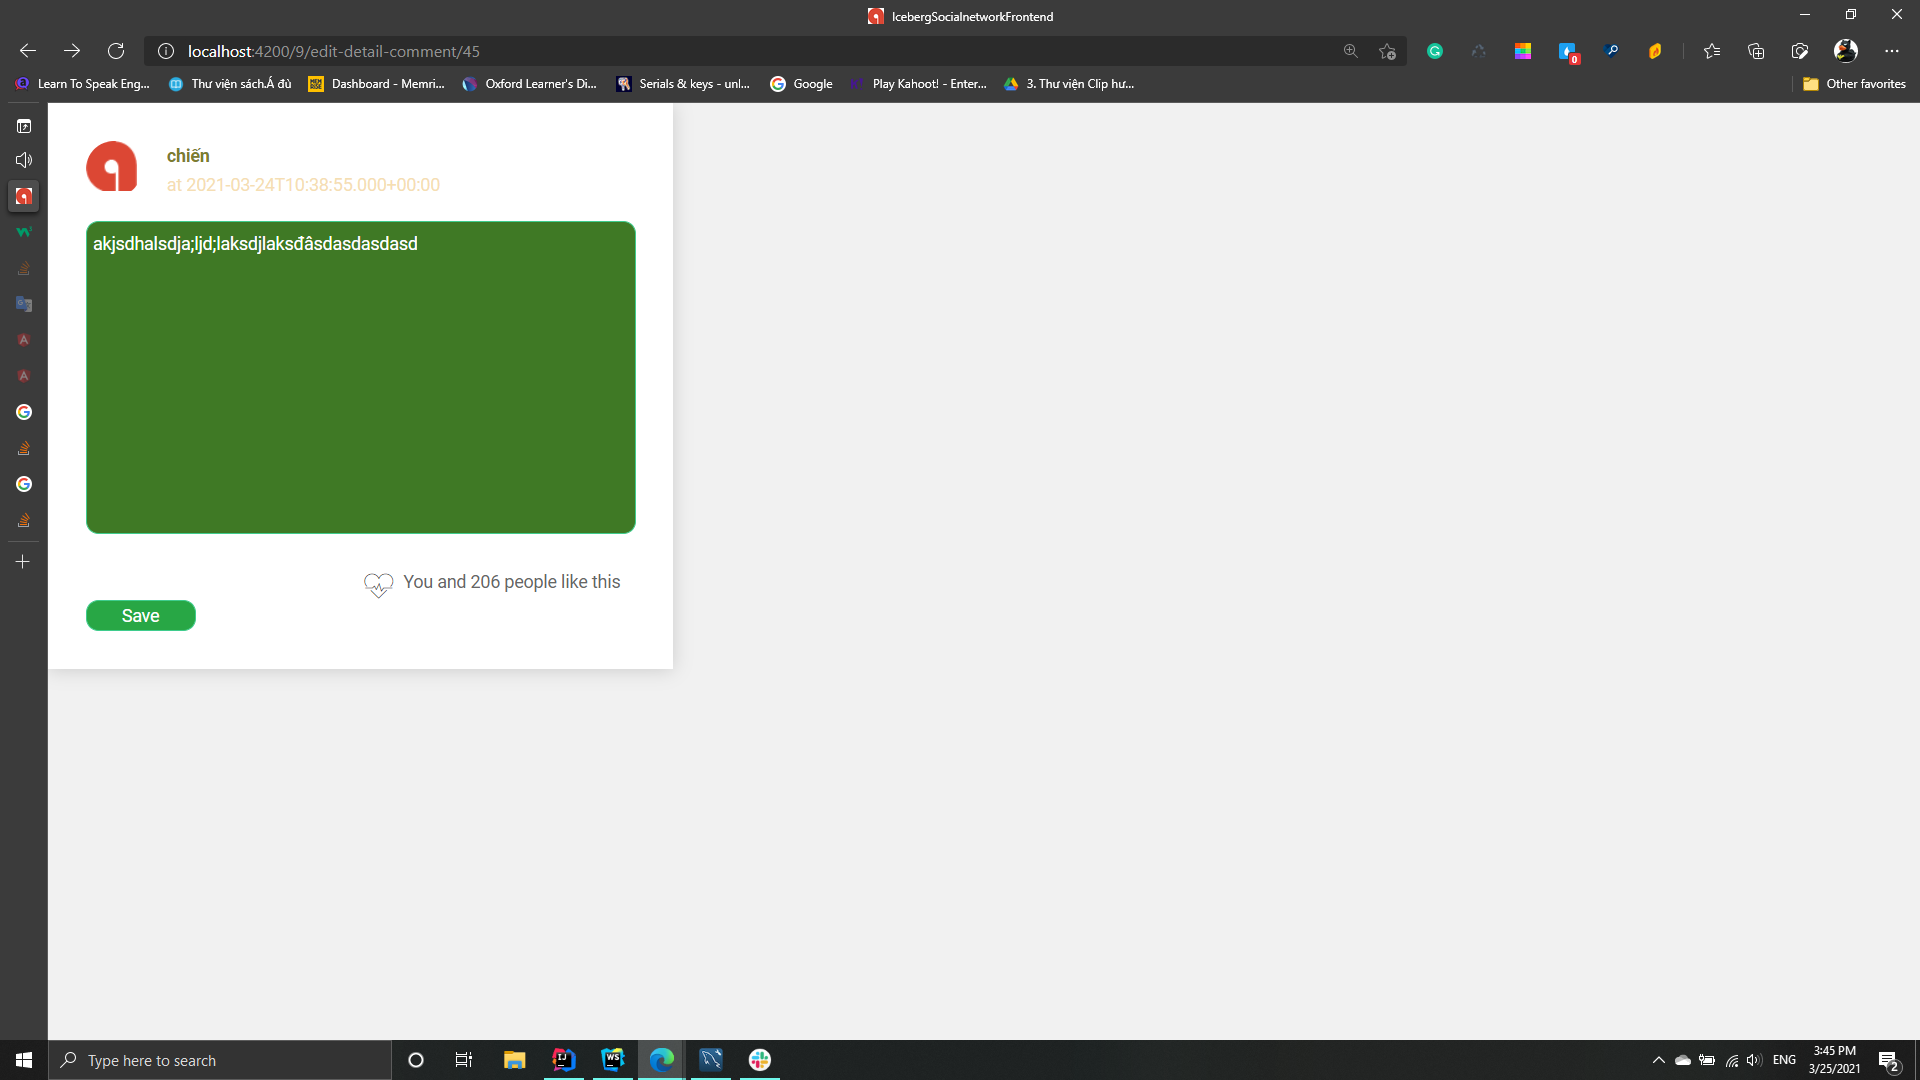 IcebergSocialnetworkFrontend
localhost:4200/9/edit-detail-comment/45
0
Learn To Speak Eng...
Thư viện sách.Á đù
Dashboard - Memri...
Oxford Learner's Di...
Serials & keys - unl...
Google
Play Kahoot! - Enter...
3. Thư viện Clip hư...
Other favorites
chiến
at 2021-03-24T10:38:55.000+00:00
akjsdhalsdja;ljd;laksdjlaksđâsdasdasdasd
You and 206 people like this
Save
Type here to search
ENG
3:45 PM
3/25/2021
2